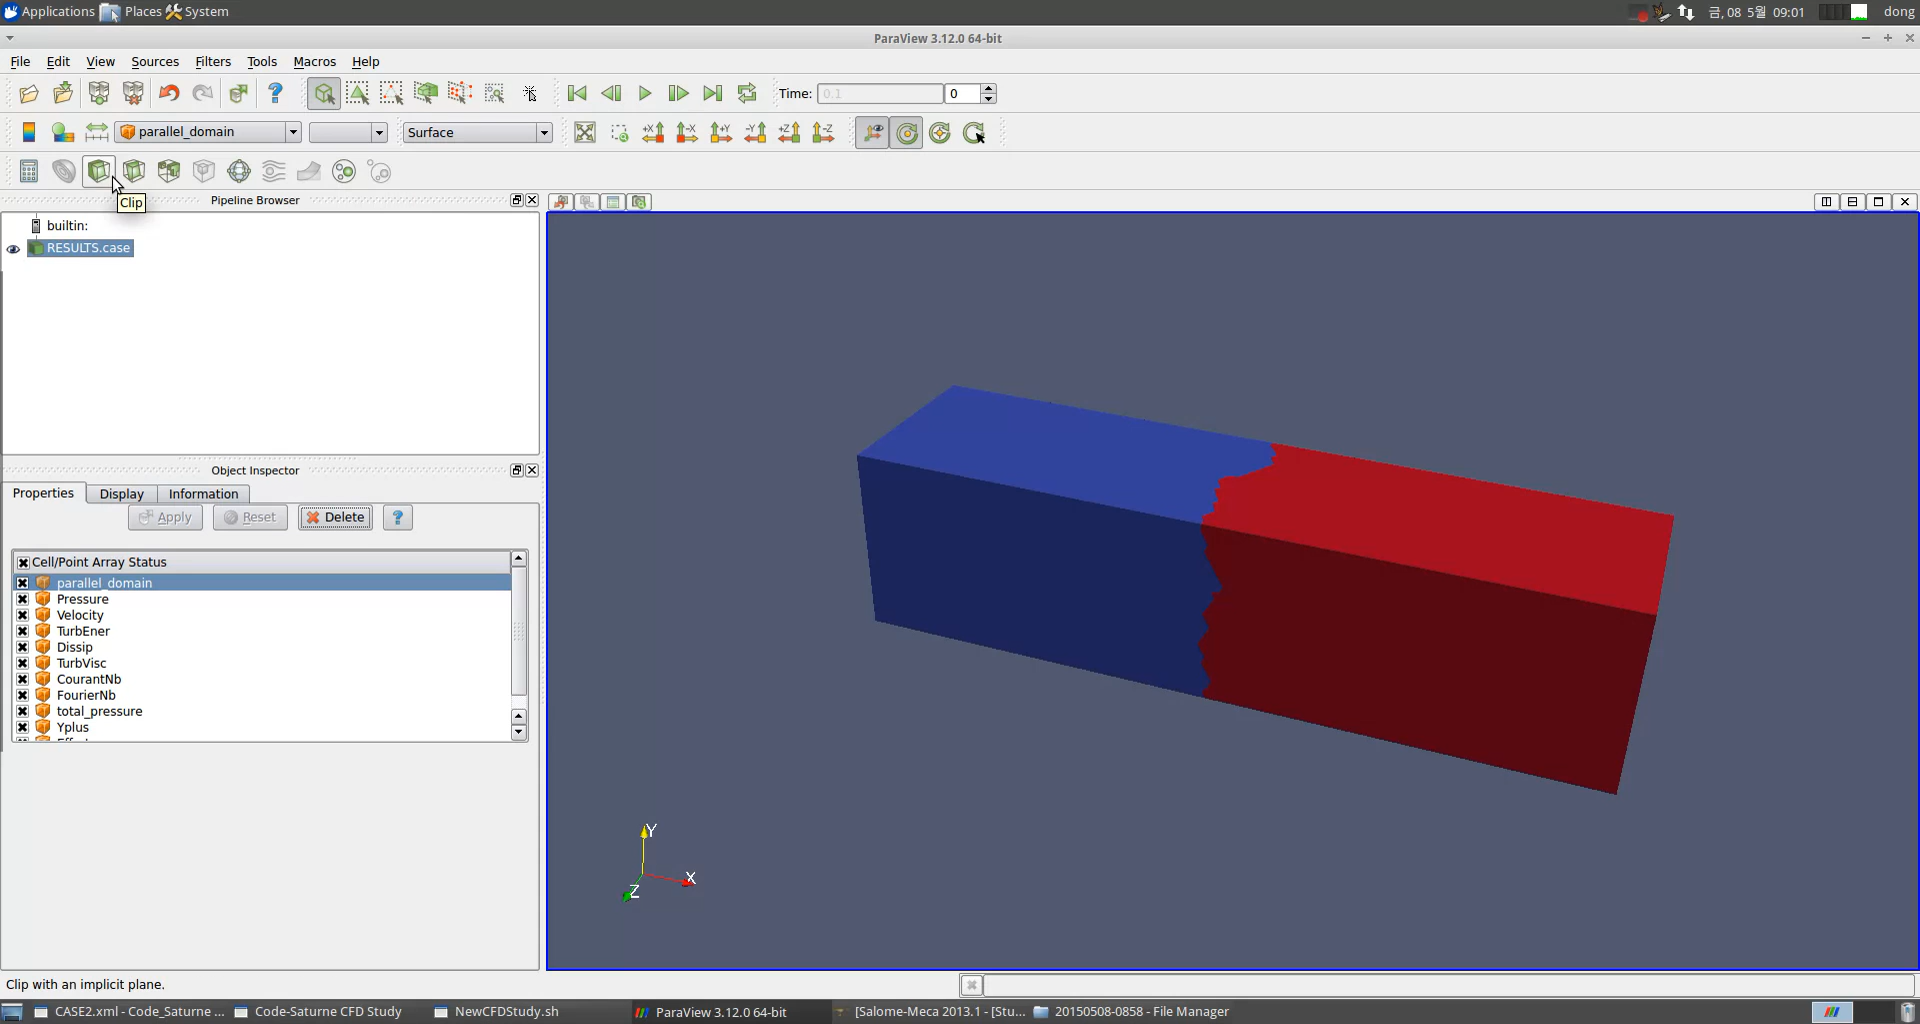 Applications Places System 금, 08 5월 09:01 dong
ParaView 3.12.0 64-bit
File Edit View Sources Filters Tools Macros Help
Time: 0.1 0
parallel_domain Surface
+X -X +Y -Y +Z -Z
Clip
Pipeline Browser
builtin:
RESULTS.case
Object Inspector
Properties Display Information
Apply Reset Delete ?
Cell/Point Array Status
parallel_domain
Pressure
Velocity
TurbEner
Dissip
TurbVisc
CourantNb
FourierNb
total_pressure
Yplus
Y
X
Z
Clip with an implicit plane.
CASE2.xml - Code_Saturne ... Code-Saturne CFD Study NewCFDStudy.sh ParaView 3.12.0 64-bit [Salome-Meca 2013.1 - [Stu... 20150508-0858 - File Manager